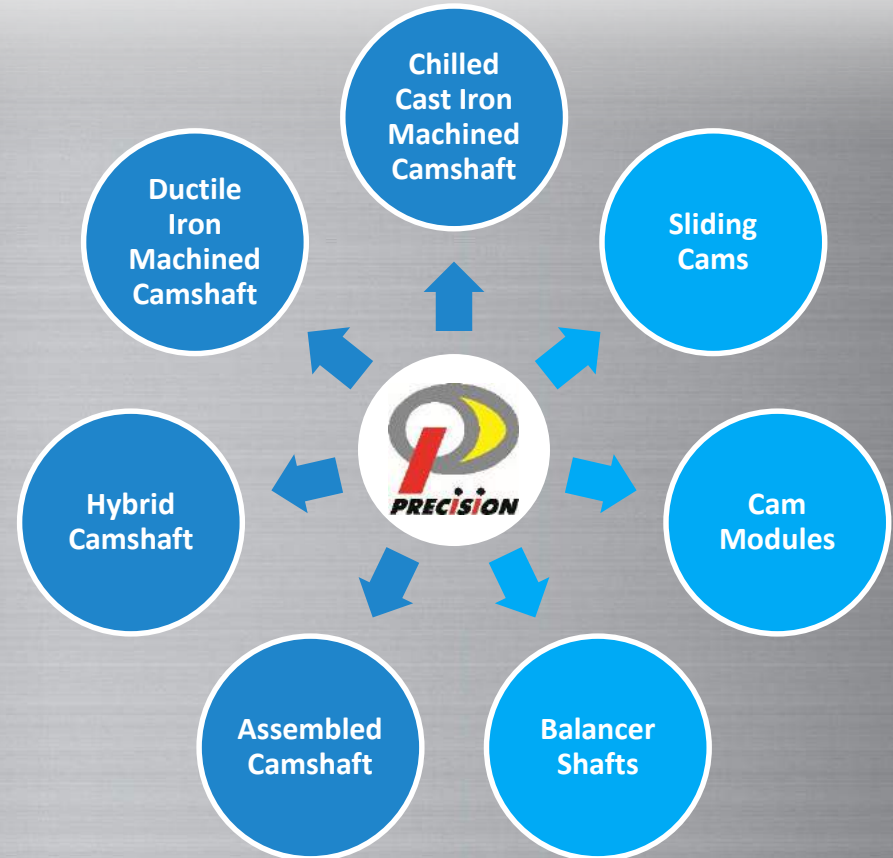 Chilled
Cast Iron
Machined
Camshaft
Sliding
Cams
Cam
Modules
Balancer
Shafts
Assembled
Camshaft
Hybrid
Camshaft
Ductile
Iron
Machined
Camshaft
PRECISION